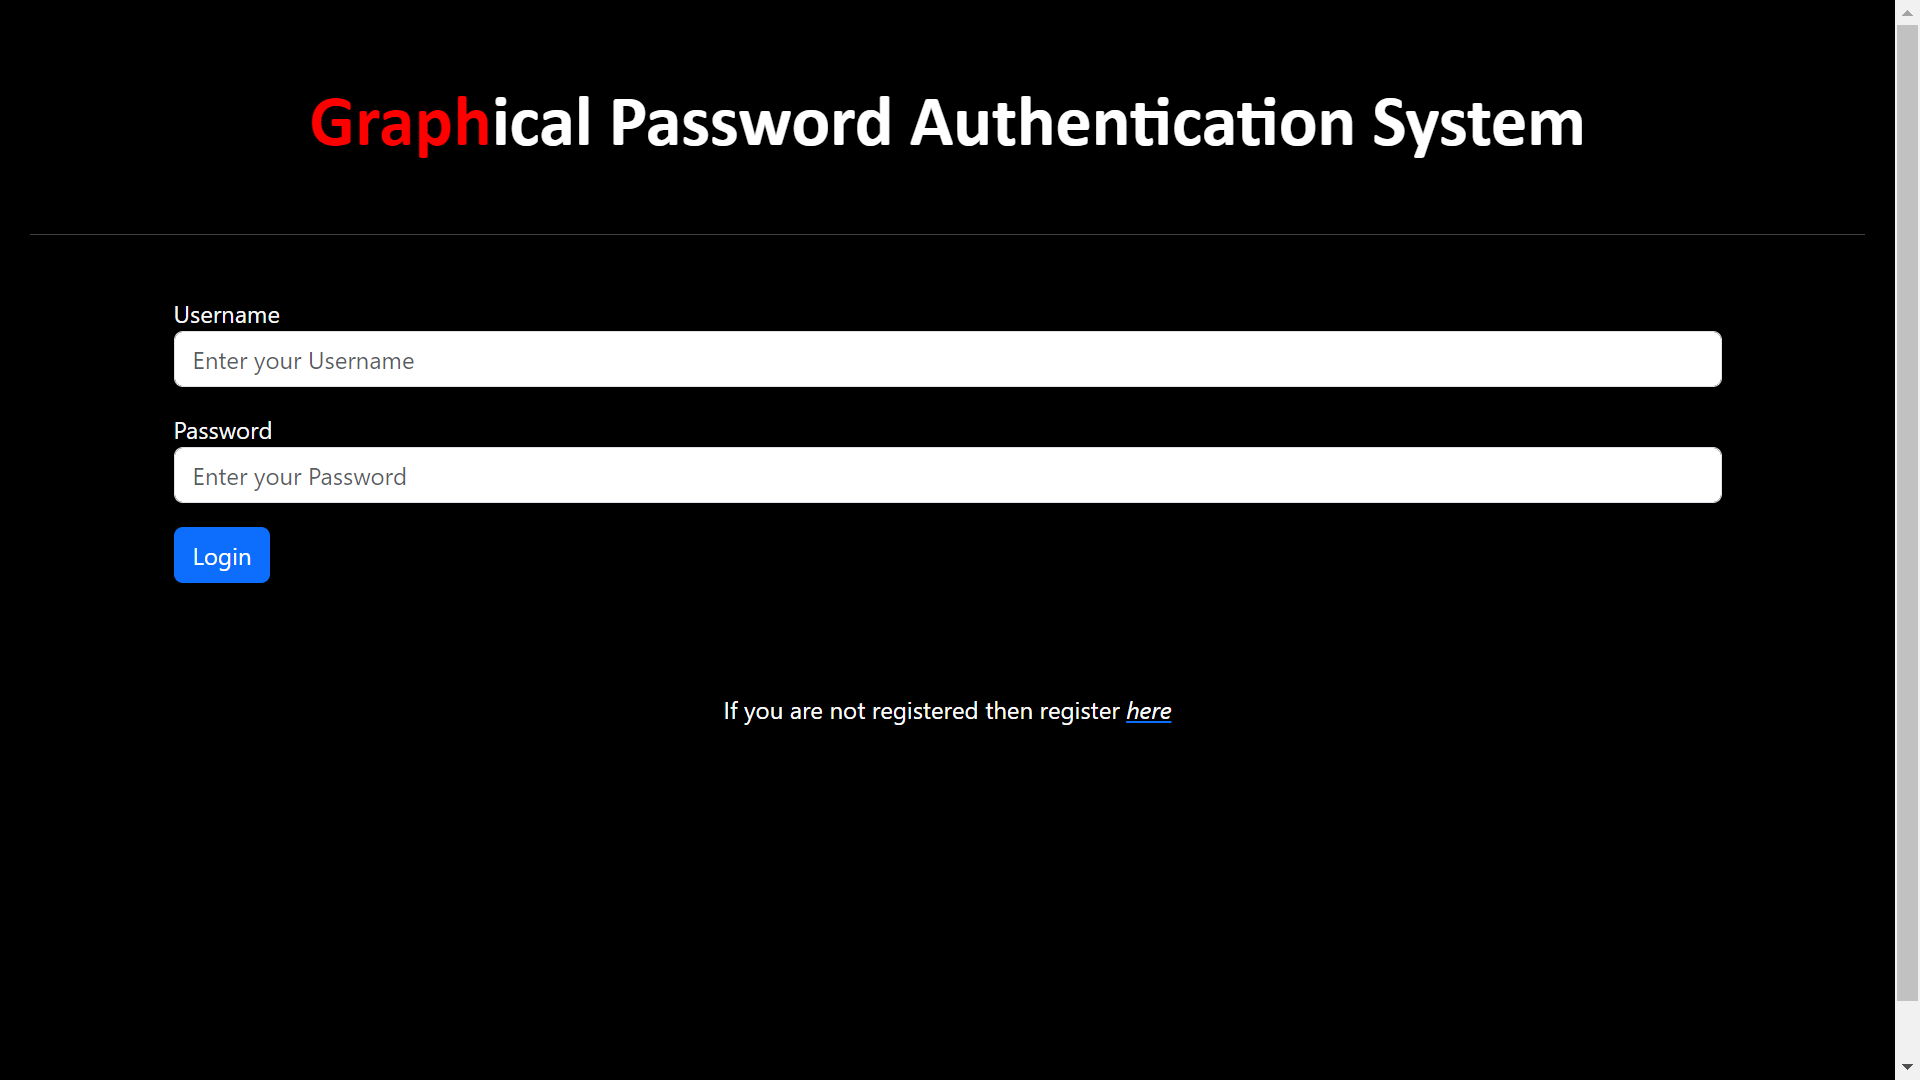 Graphical Password Authentication System
Username
Enter your Username
Password
Enter your Password
Login
If you are not registered then register here